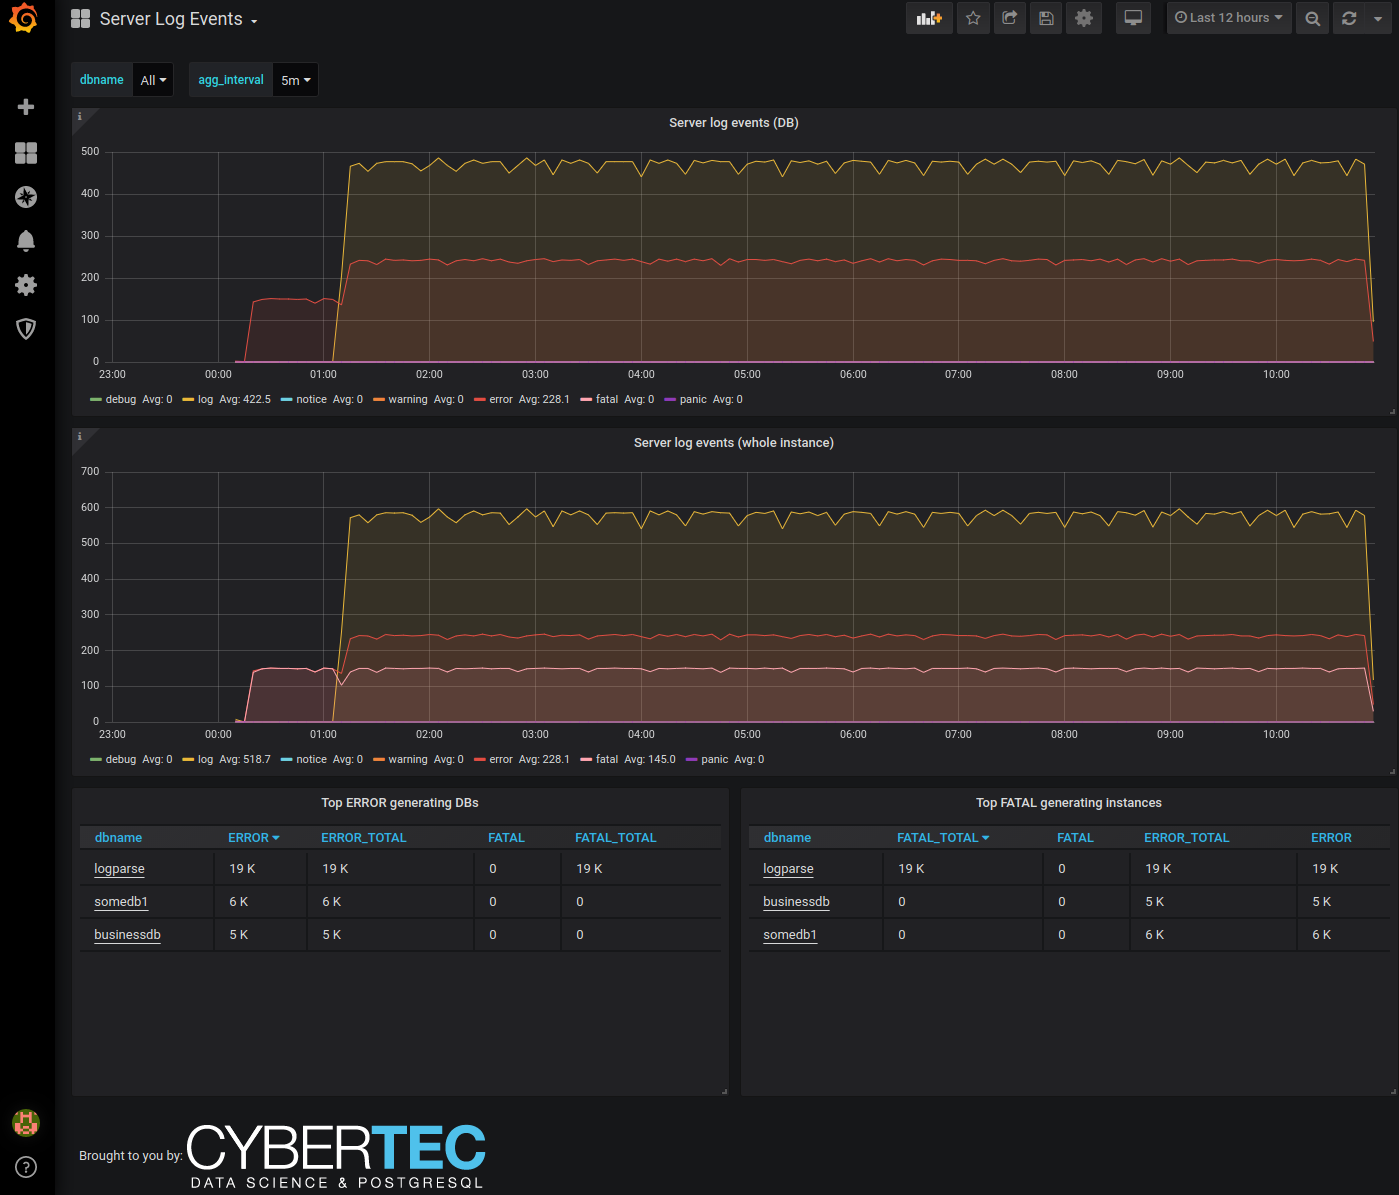 Server Log Events
Last 12 hours
dbname All agg_interval 5m
i
Server log events (DB)
500
400
300
200
100
0
23:00 00:00 01:00 02:00 03:00 04:00 05:00 06:00 07:00 08:00 09:00 10:00
debug Avg: 0 log Avg: 422.5 notice Avg: 0 warning Avg: 0 error Avg: 228.1 fatal Avg: 0 panic Avg: 0
i
Server log events (whole instance)
700
600
500
400
300
200
100
0
23:00 00:00 01:00 02:00 03:00 04:00 05:00 06:00 07:00 08:00 09:00 10:00
debug Avg: 0 log Avg: 518.7 notice Avg: 0 warning Avg: 0 error Avg: 228.1 fatal Avg: 145.0 panic Avg: 0
Top ERROR generating DBs
dbname ERROR ERROR_TOTAL FATAL FATAL_TOTAL
logparse 19 K 19 K 0 19 K
somedb1 6 K 6 K 0 0
businessdb 5 K 5 K 0 0
Top FATAL generating instances
dbname FATAL_TOTAL FATAL ERROR_TOTAL ERROR
logparse 19 K 0 19 K 19 K
businessdb 0 0 5 K 5 K
somedb1 0 0 6 K 6 K
Brought to you by: CYBERTEC
DATA SCIENCE & POSTGRESQL
?